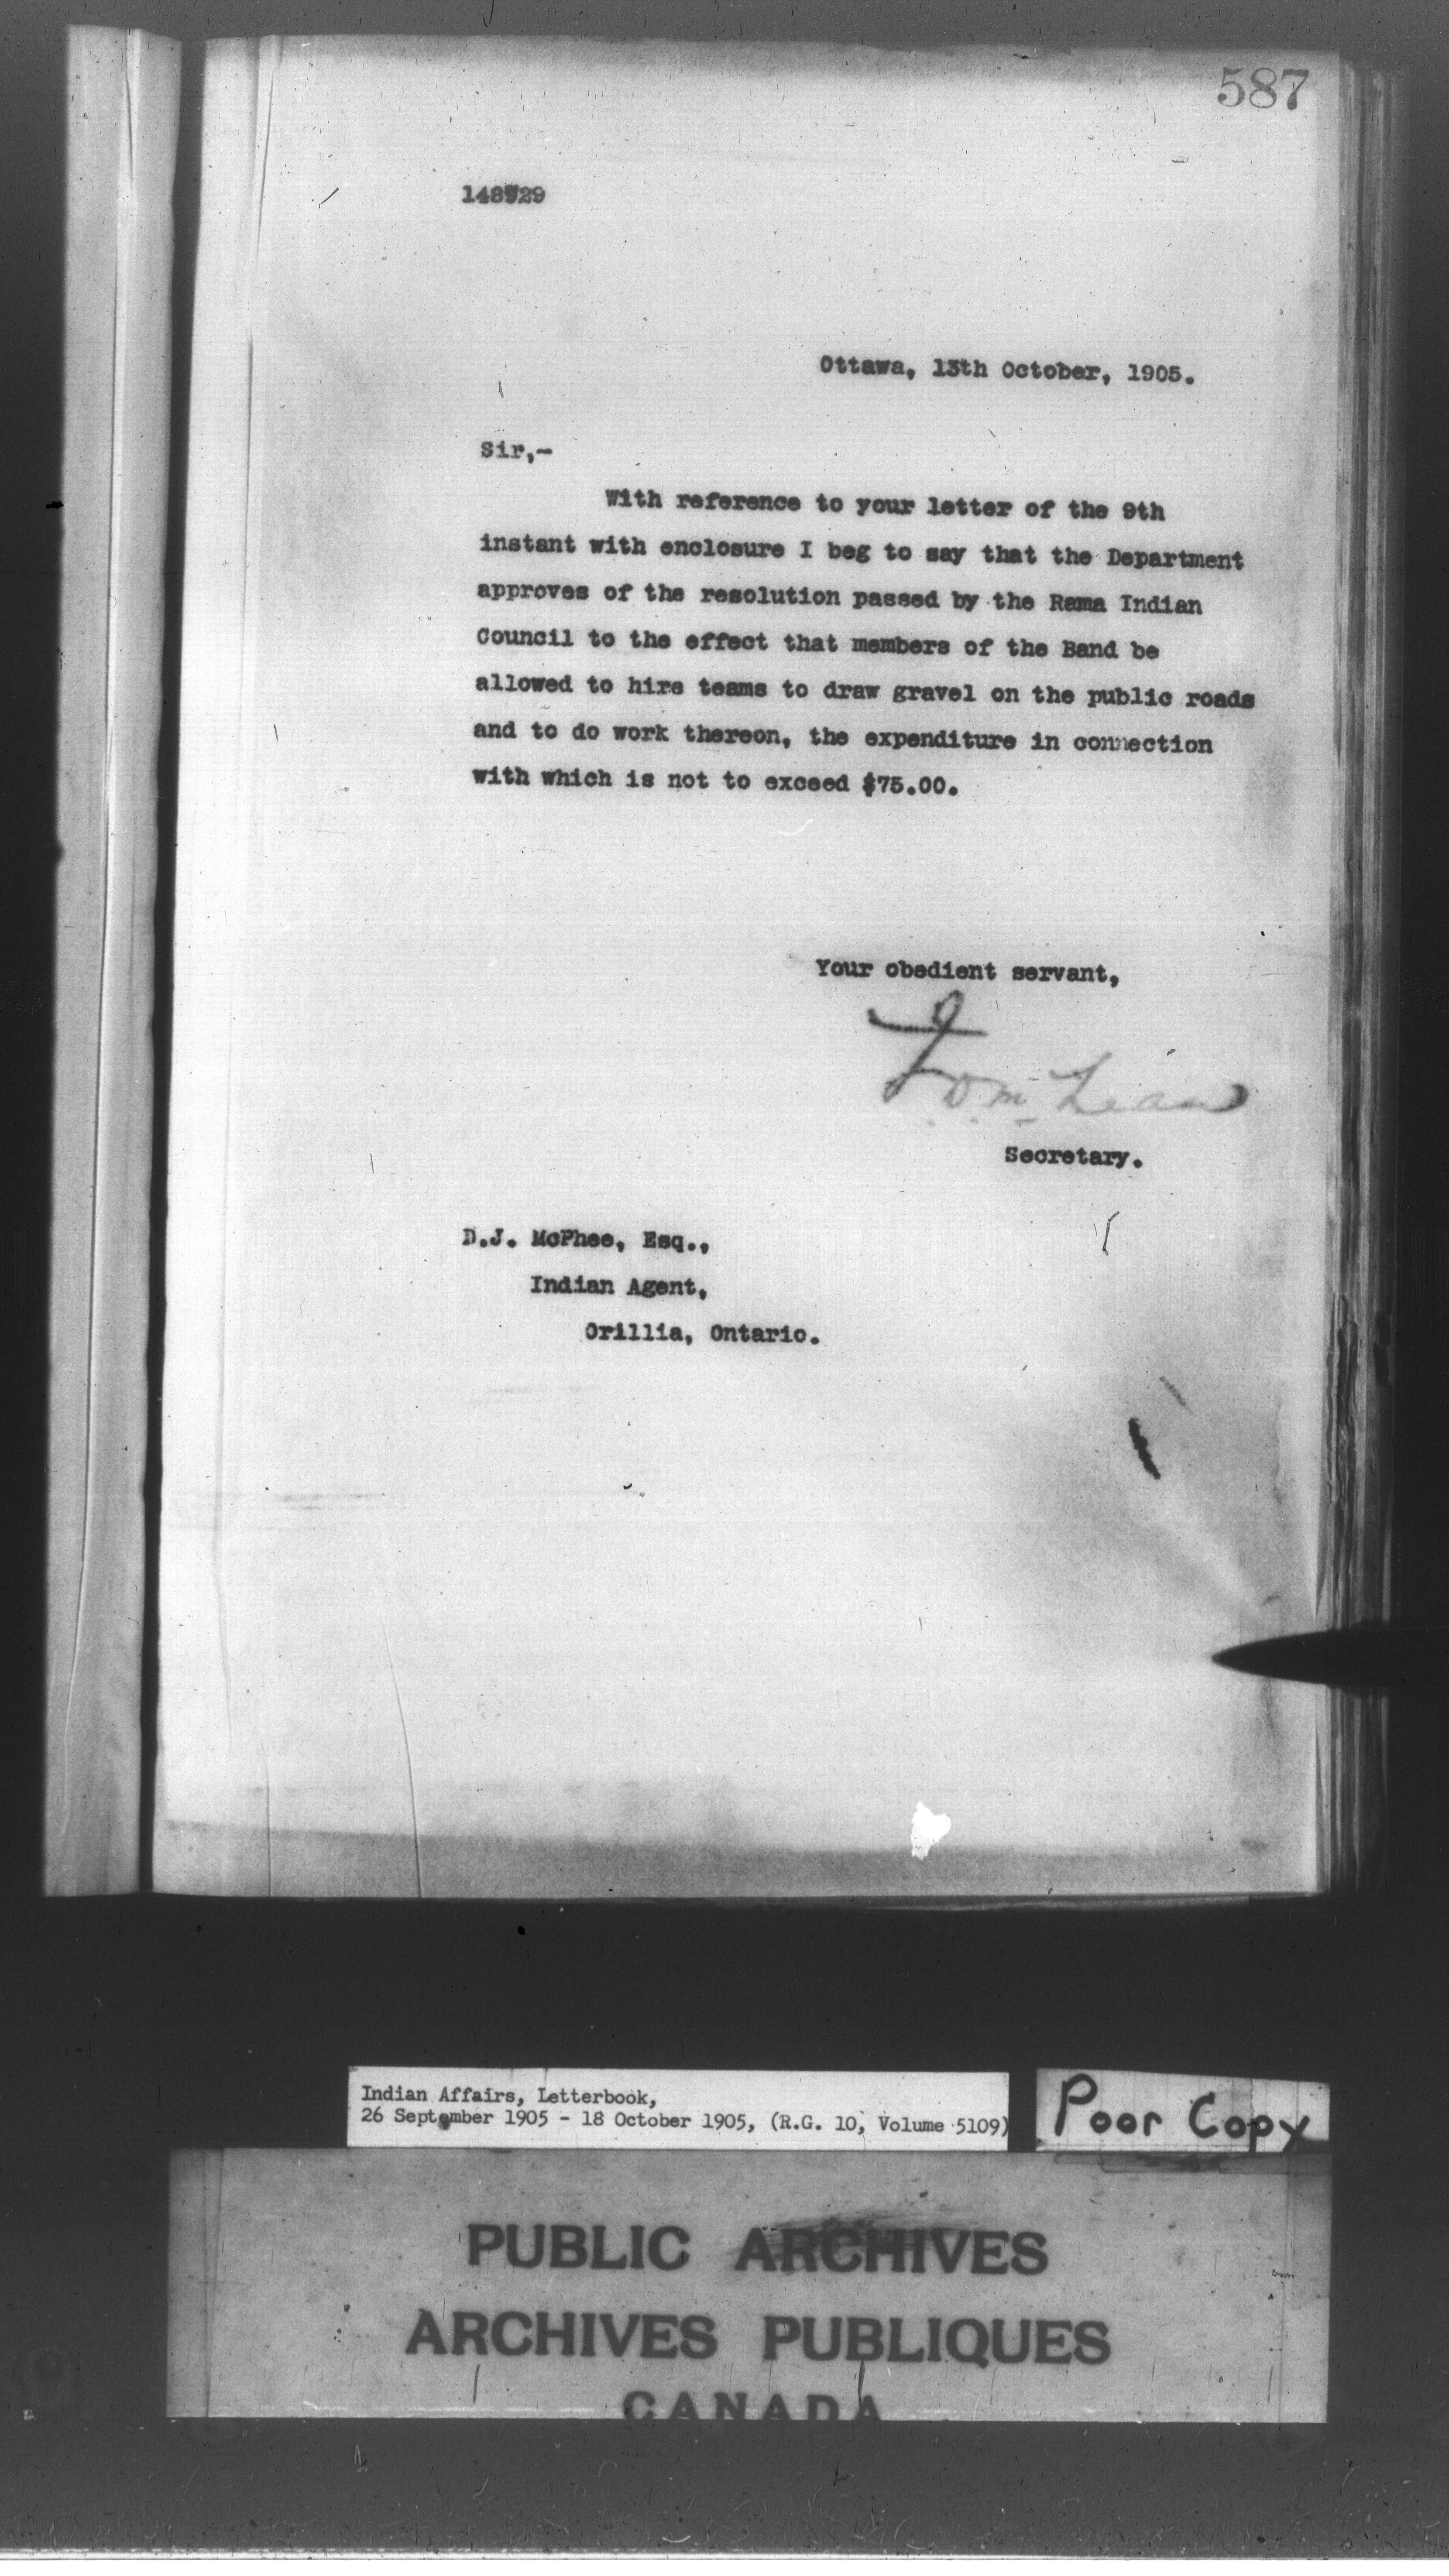 587
148729
Ottawa, 13th October, 1905.
Sir,-
With reference to your letter of the 9th
instant with enclosure I beg to say that the Department
approves of the resolution passed by the Rama Indian
Council to the effect that members of the Band be
allowed to hire teams to draw gravel on the public roads
and to do work thereon, the expenditure in connection
with which is not to exceed $75.00.
Your obedient servant,
J.D. McLean
Secretary.
D.J. McPhee, Esq.,
Indian Agent,
Orillia, Ontario.
Indian Affairs, Letterbook,
26 September 1905 - 18 October 1905, (R.G. 10, Volume 5109)
Poor Copy
PUBLIC ARCHIVES
ARCHIVES PUBLIQUES
CANADA